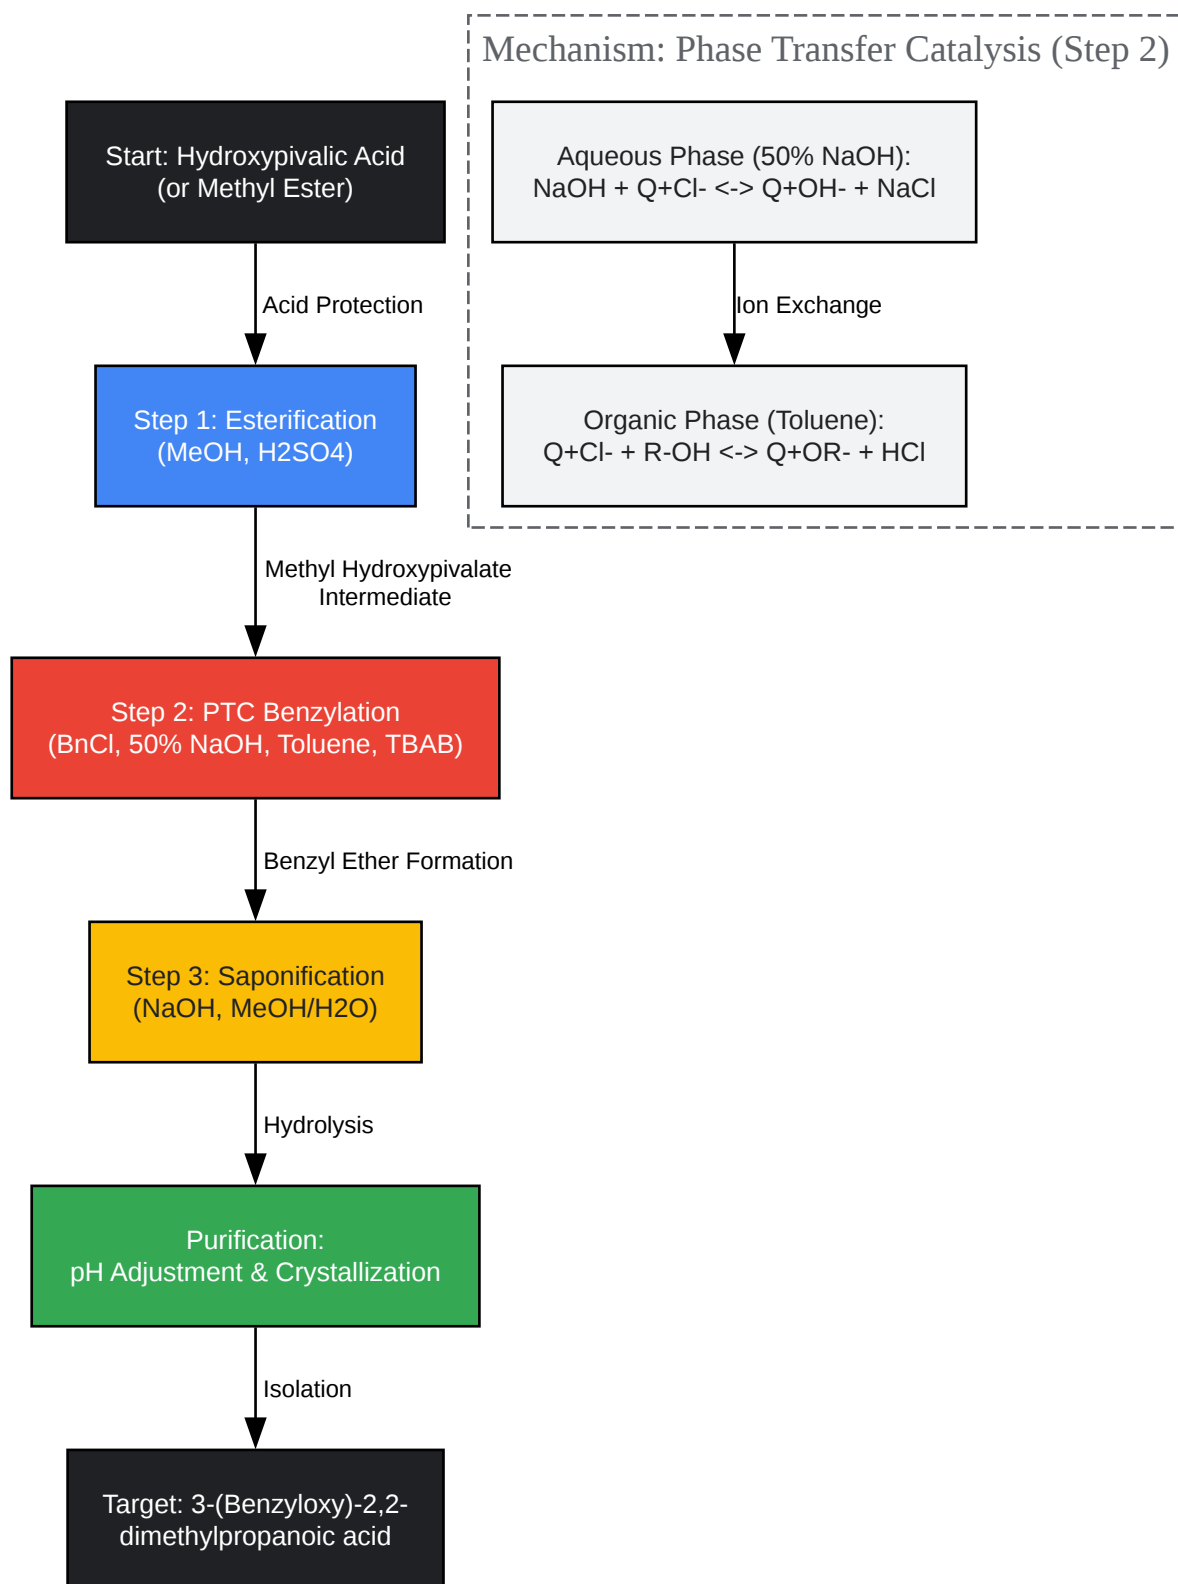 Mechanism: Phase Transfer Catalysis (Step 2)
Start: Hydroxypivalic Acid
(or Methyl Ester)
Aqueous Phase (50% NaOH):
NaOH + Q+Cl- <-> Q+OH- + NaCl
Acid Protection
Ion Exchange
Step 1: Esterification
(MeOH, H2SO4)
Organic Phase (Toluene):
Q+Cl- + R-OH <-> Q+OR- + HCl
Methyl Hydroxypivalate
Intermediate
Step 2: PTC Benzylation
(BnCl, 50% NaOH, Toluene, TBAB)
Benzyl Ether Formation
Step 3: Saponification
(NaOH, MeOH/H2O)
Hydrolysis
Purification:
pH Adjustment & Crystallization
Isolation
Target: 3-(Benzyloxy)-2,2-
dimethylpropanoic acid